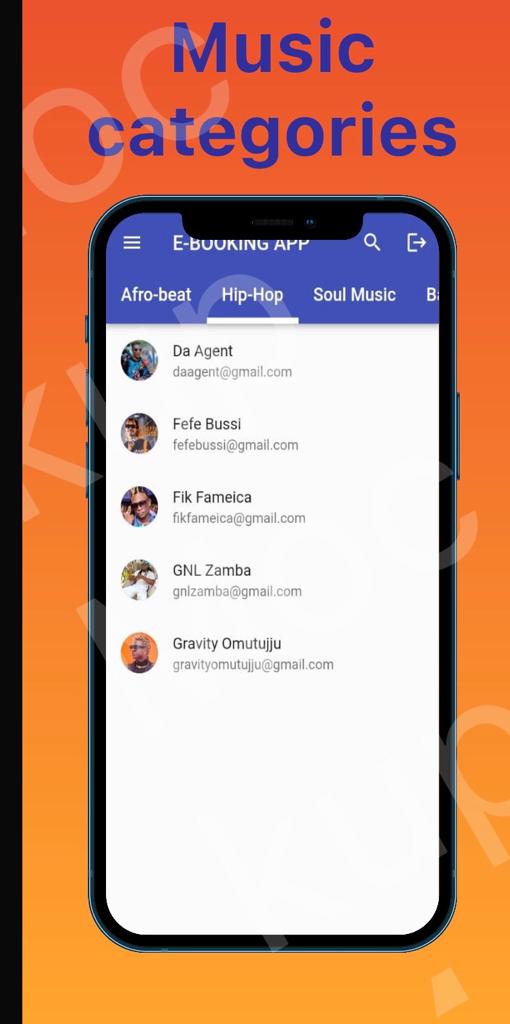 Music
categories
E-BOOKING APP
Afro-beat Hip-Hop Soul Music Ba
Da Agent
daagent@gmail.com
Fefe Bussi
fefebussi@gmail.com
Fik Fameica
fikfameica@gmail.com
GNL Zamba
gnlzamba@gmail.com
Gravity Omutujju
gravityomutujju@gmail.com